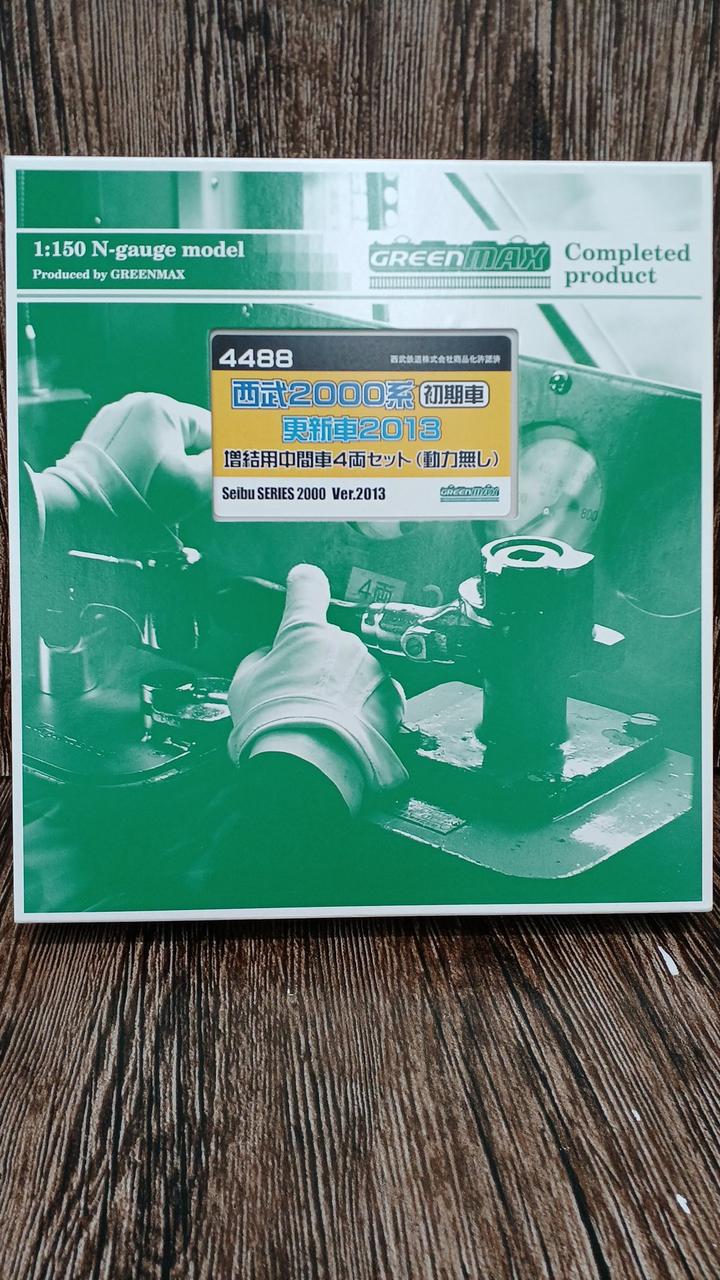 1:150 N-gauge model
Produced by GREENMAX
GREENMAX
Completed
product
4488
西武鉄道株式会社商品化許諾済
西武2000系 初期車
更新車2013
増結用中間車4両セット(動力無し)
Seibu SERIES 2000 Ver.2013
GREENMAX
4両
800